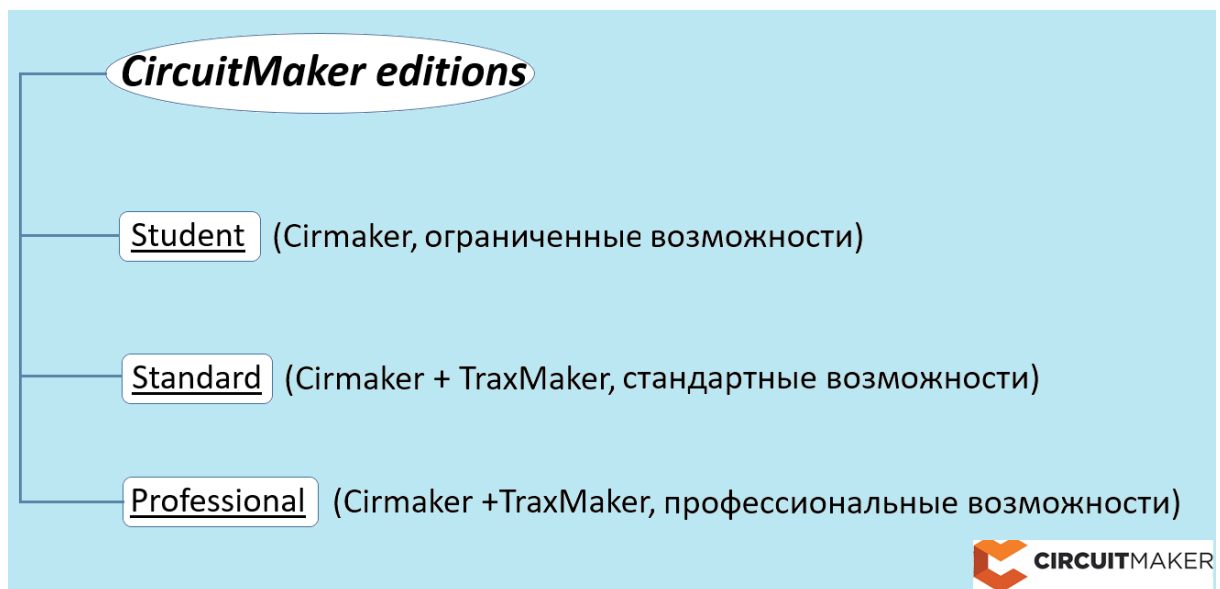 CircuitMaker editions
Student (Cirmaker, ограниченные возможности)
Standard (Cirmaker + TraxMaker, стандартные возможности)
Professional (Cirmaker +TraxMaker, профессиональные возможности)
CIRCUITMAKER